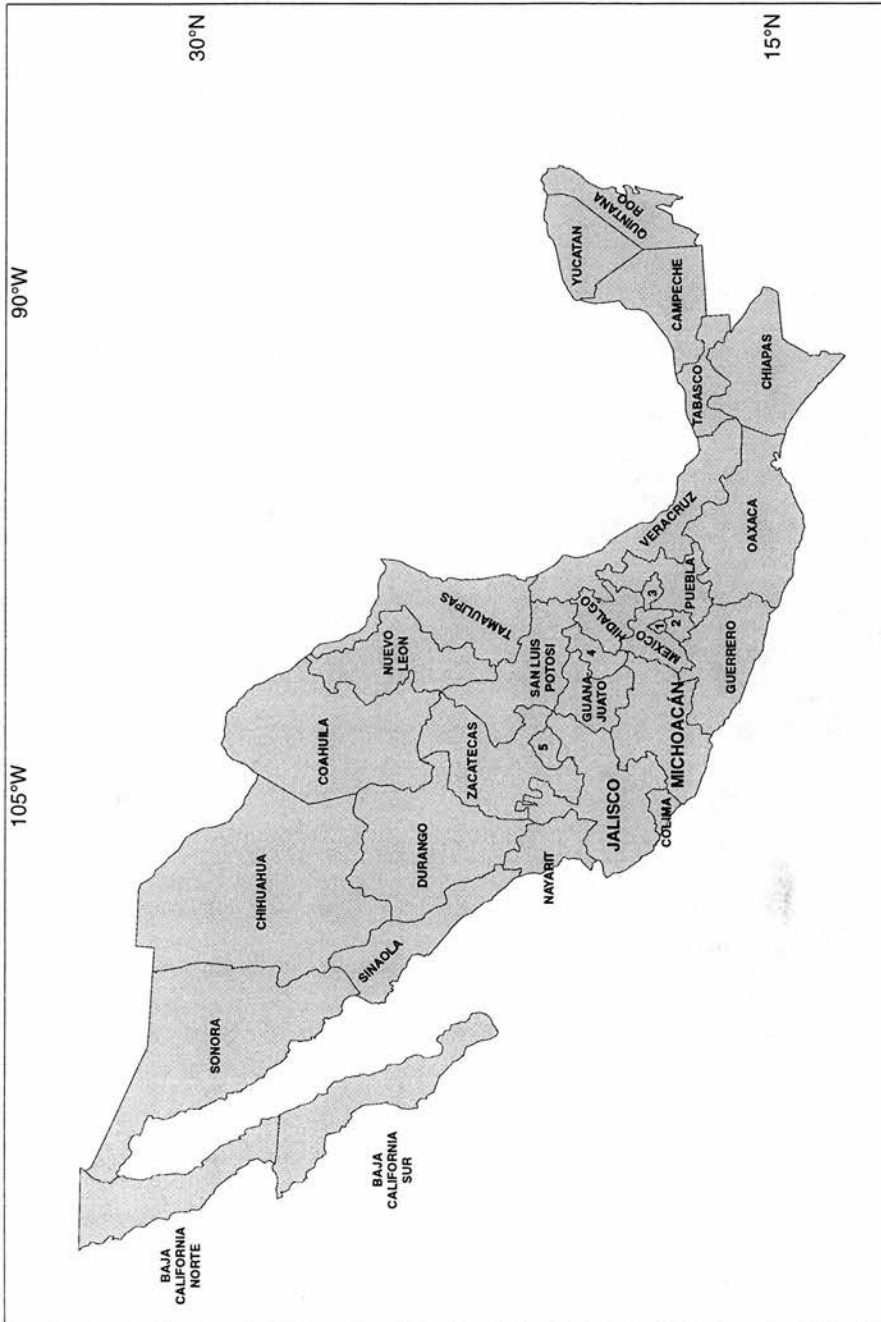 105°W
90°W
30°N
15°N
BAJA
CALIFORNIA
NORTE
BAJA
CALIFORNIA
SUR
SONORA
CHIHUAHUA
COAHUILA
NUEVO
LEON
TAMAULIPAS
SINAOLA
DURANGO
ZACATECAS
SAN LUIS
POTOSI
NAYARIT
5
JALISCO
GUANA
JUATO
4
HIDALGO
COLIMA
MICHOACÁN
MEXICO
1
2
3
PUEBLA
VERACRUZ
GUERRERO
OAXACA
TABASCO
CHIAPAS
CAMPECHE
YUCATAN
QUINTANA
ROO